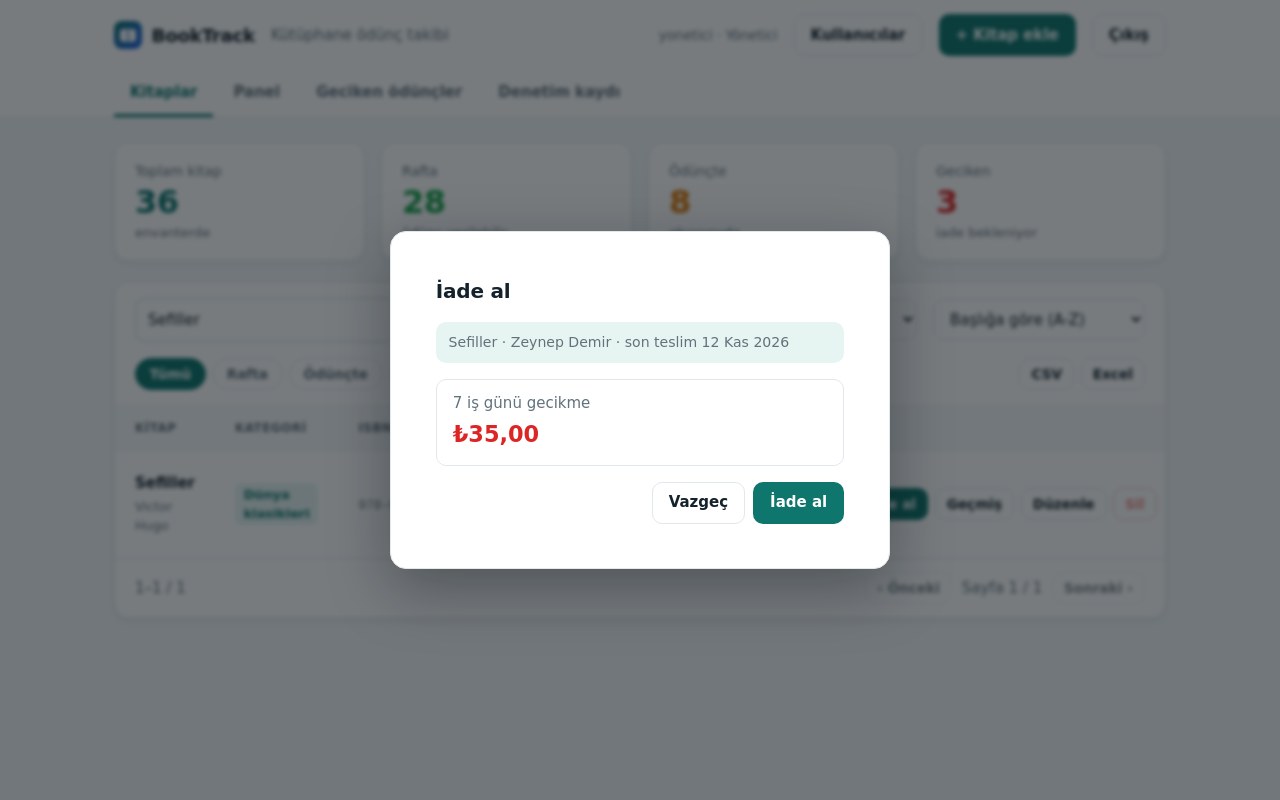 BookTrack Kütüphane ödünç takibi yonetici · Yönetici Kullanıcılar + Kitap ekle Çıkış
Kitaplar Panel Geciken ödünçler Denetim kaydı
Toplam kitap Rafta Ödünçte Geciken
36 28 8 3
envanterde iade bekleniyor
İade al
Sefiller Başlığa göre (A-Z)
Sefiller · Zeynep Demir · son teslim 12 Kas 2026
Tümü Rafta Ödünçte CSV Excel
7 iş günü gecikme
₺35,00
KİTAP KATEGORİ
Sefiller
Victor
Hugo
Dünya
klasikleri
Geçmiş Düzenle Sil
Vazgeç İade al
1–1 / 1 ‹ Önceki Sayfa 1 / 1 Sonraki ›